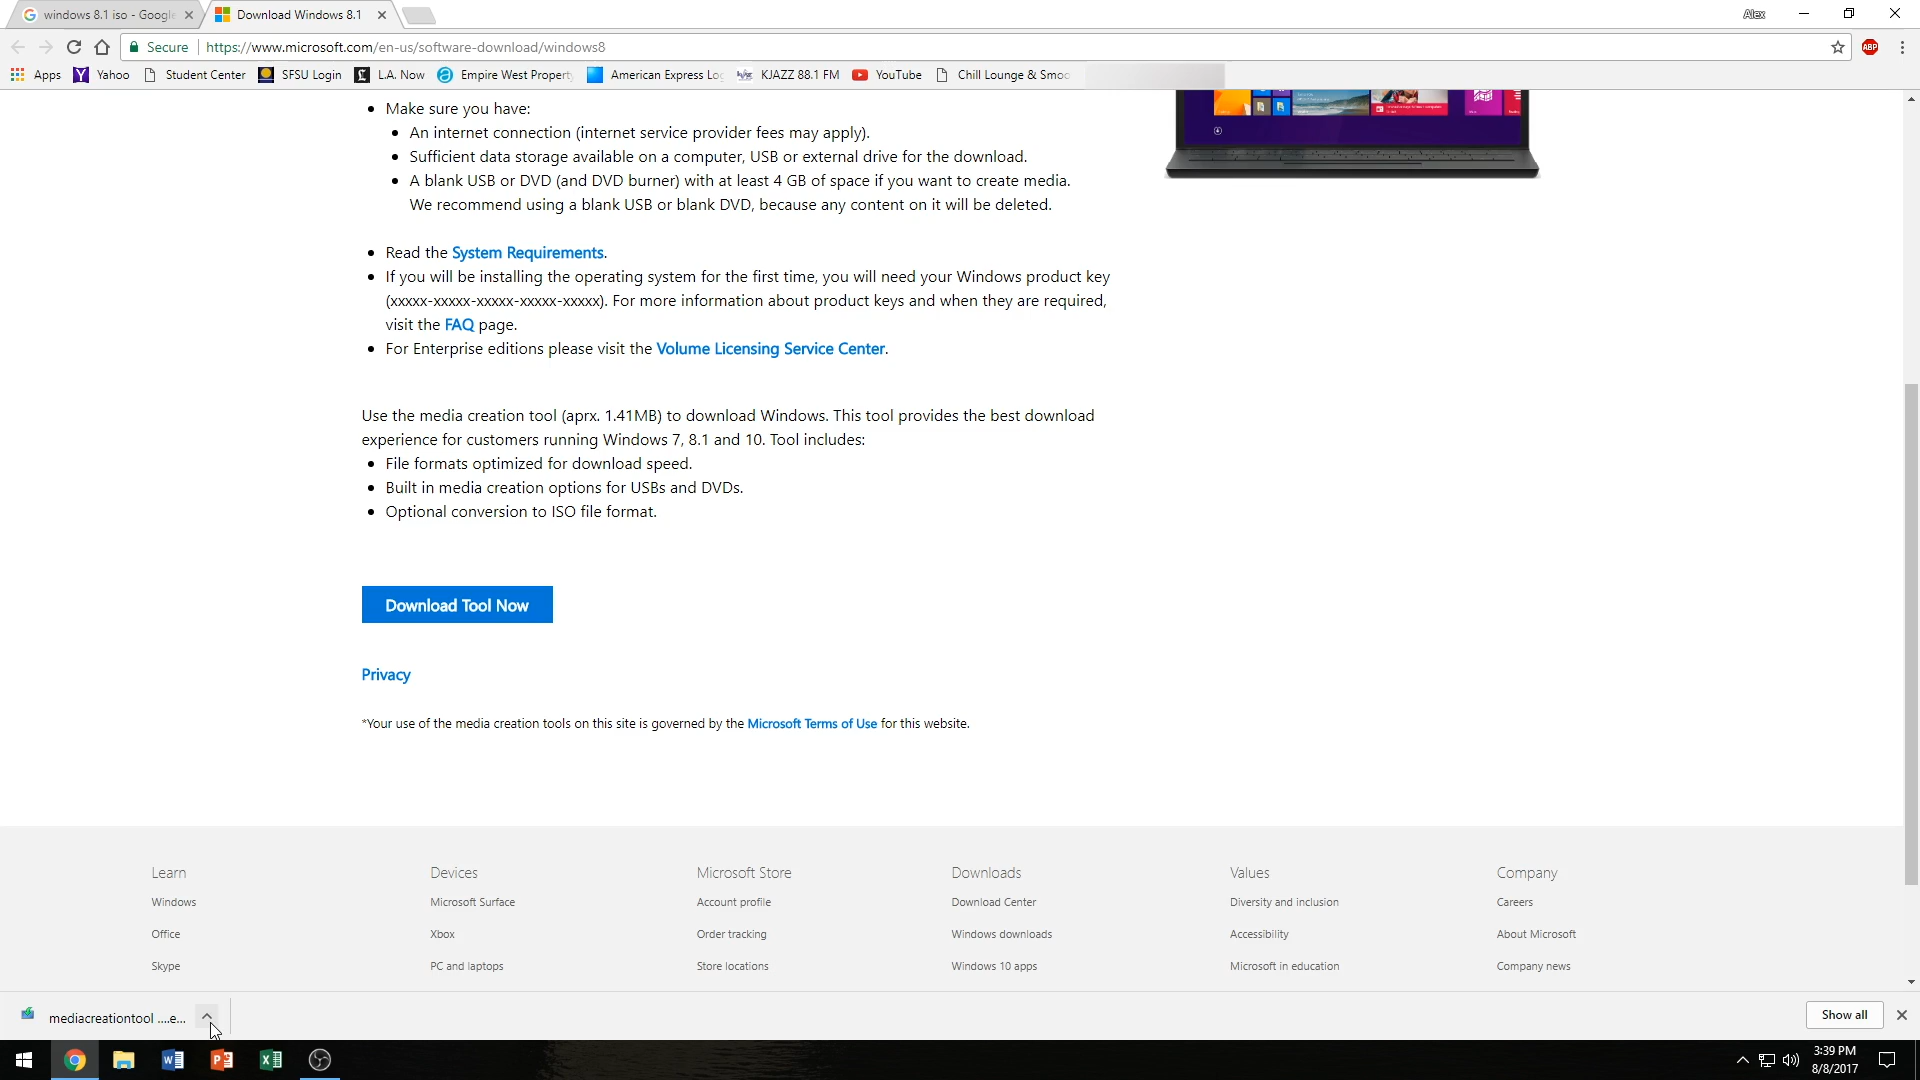 windows 8.1 iso - Google
Download Windows 8.1
Alex
Secure
https://www.microsoft.com/en-us/software-download/windows8
ABP
Apps
Yahoo
Student Center
SFSU Login
L.A. Now
Empire West Property
American Express Log
KJAZZ 88.1 FM
YouTube
Chill Lounge & Smoo
• Make sure you have:
• An internet connection (internet service provider fees may apply).
• Sufficient data storage available on a computer, USB or external drive for the download.
• A blank USB or DVD (and DVD burner) with at least 4 GB of space if you want to create media.
We recommend using a blank USB or blank DVD, because any content on it will be deleted.
• Read the System Requirements.
• If you will be installing the operating system for the first time, you will need your Windows product key
(xxxxx-xxxxx-xxxxx-xxxxx-xxxxx). For more information about product keys and when they are required,
visit the FAQ page.
• For Enterprise editions please visit the Volume Licensing Service Center.
Use the media creation tool (aprx. 1.41MB) to download Windows. This tool provides the best download
experience for customers running Windows 7, 8.1 and 10. Tool includes:
• File formats optimized for download speed.
• Built in media creation options for USBs and DVDs.
• Optional conversion to ISO file format.
Download Tool Now
Privacy
*Your use of the media creation tools on this site is governed by the Microsoft Terms of Use for this website.
Learn
Windows
Office
Skype
Devices
Microsoft Surface
Xbox
PC and laptops
Microsoft Store
Account profile
Order tracking
Store locations
Downloads
Download Center
Windows downloads
Windows 10 apps
Values
Diversity and inclusion
Accessibility
Microsoft in education
Company
Careers
About Microsoft
Company news
mediacreationtool ....e...
Show all
3:39 PM
8/8/2017